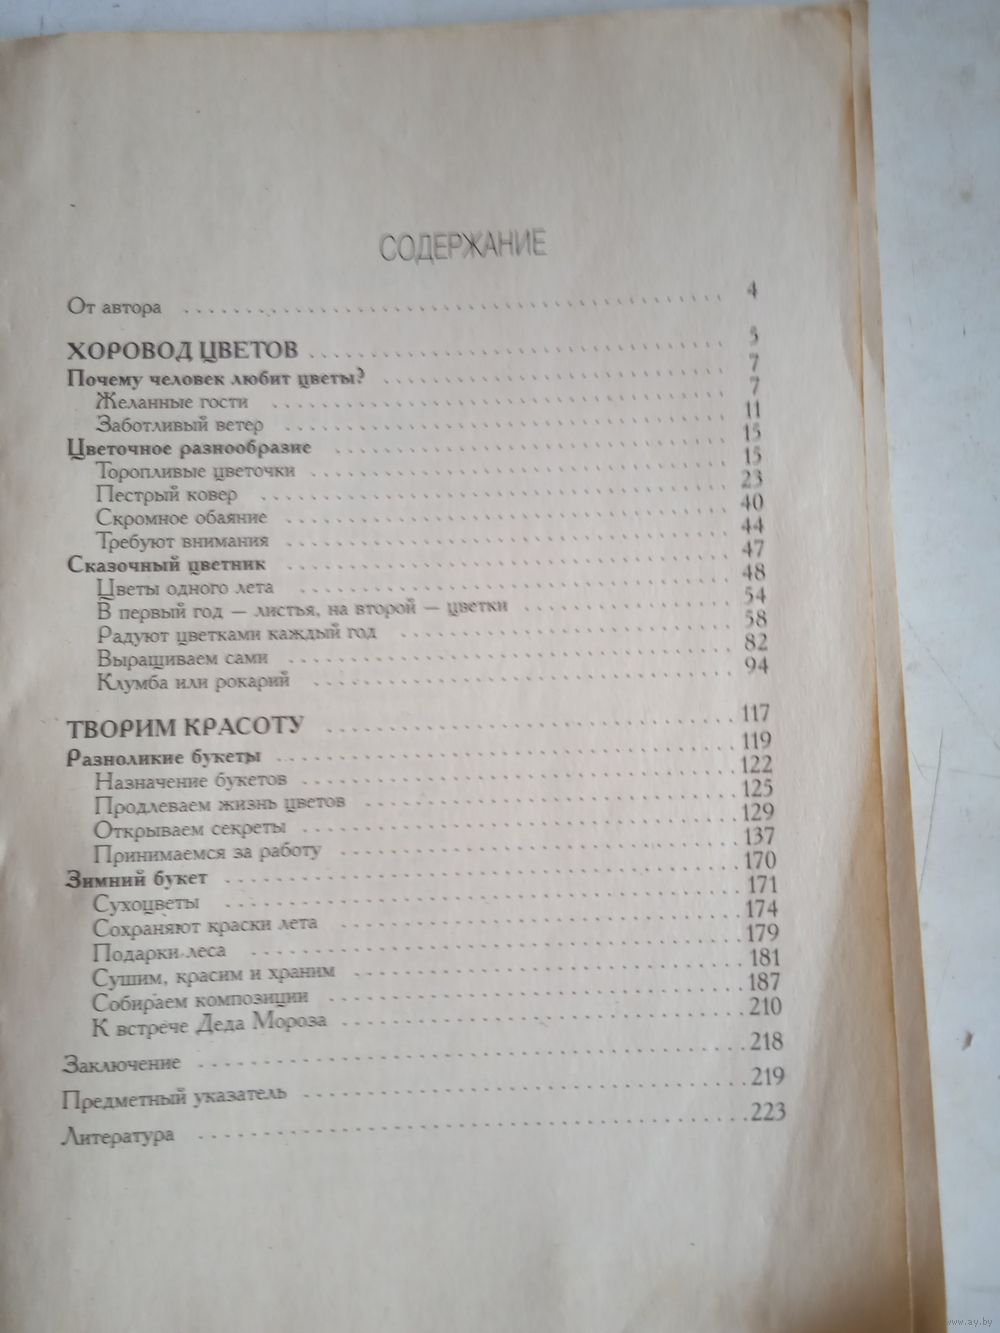 СОДЕРЖАНИЕ
От автора 4
ХОРОВОД ЦВЕТОВ 5
Почему человек любит цветы? 7
Желанные гости 7
Заботливый ветер 11
Цветочное разнообразие 15
Торопливые цветочки 15
Пестрый ковер 23
Скромное обаяние 40
Требуют внимания 44
Сказочный цветник 47
Цветы одного лета 48
В первый год — листья, на второй — цветки 54
Радуют цветками каждый год 58
Выращиваем сами 82
Клумба или рокарий 94
ТВОРИМ КРАСОТУ 117
Разноликие букеты 119
Назначение букетов 122
Продлеваем жизнь цветов 125
Открываем секреты 129
Принимаемся за работу 137
Зимний букет 170
Сухоцветы 171
Сохраняют краски лета 174
Подарки леса 179
Сушим, красим и храним 181
Собираем композиции 187
К встрече Деда Мороза 210
Заключение 218
Предметный указатель 219
Литература 223
www.ay.by